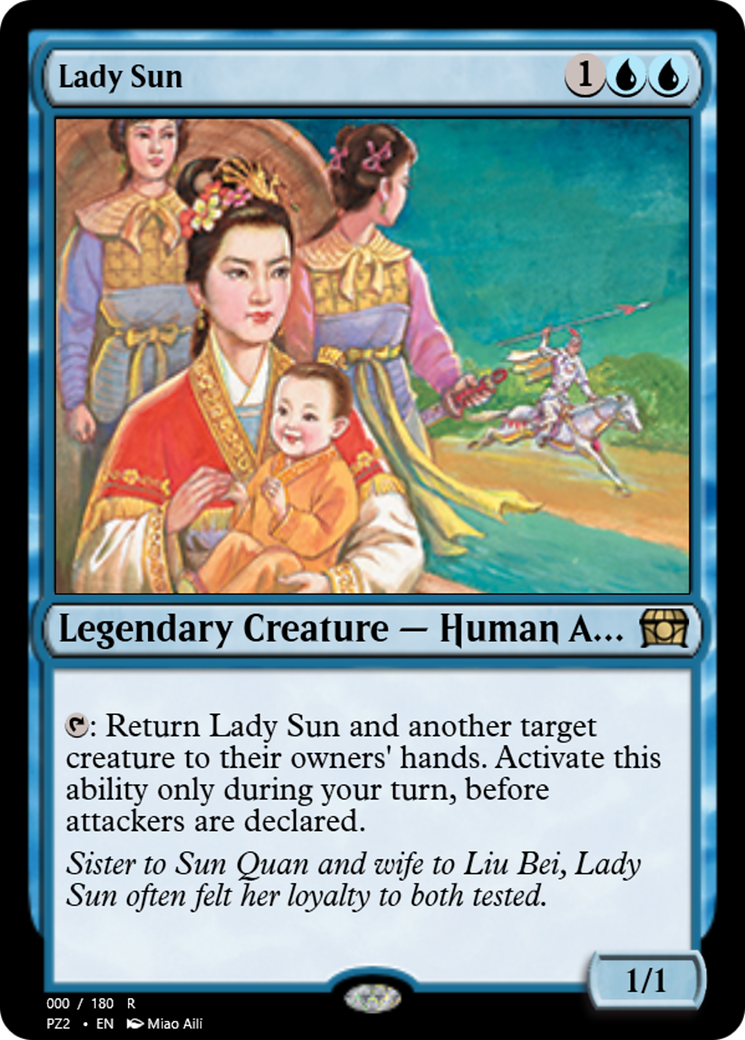 Lady Sun 1
Legendary Creature — Human A...
: Return Lady Sun and another target
creature to their owners' hands. Activate this
ability only during your turn, before
attackers are declared.
Sister to Sun Quan and wife to Liu Bei, Lady
Sun often felt her loyalty to both tested.
1/1
000 / 180 R
PZ2 • EN Miao Aili